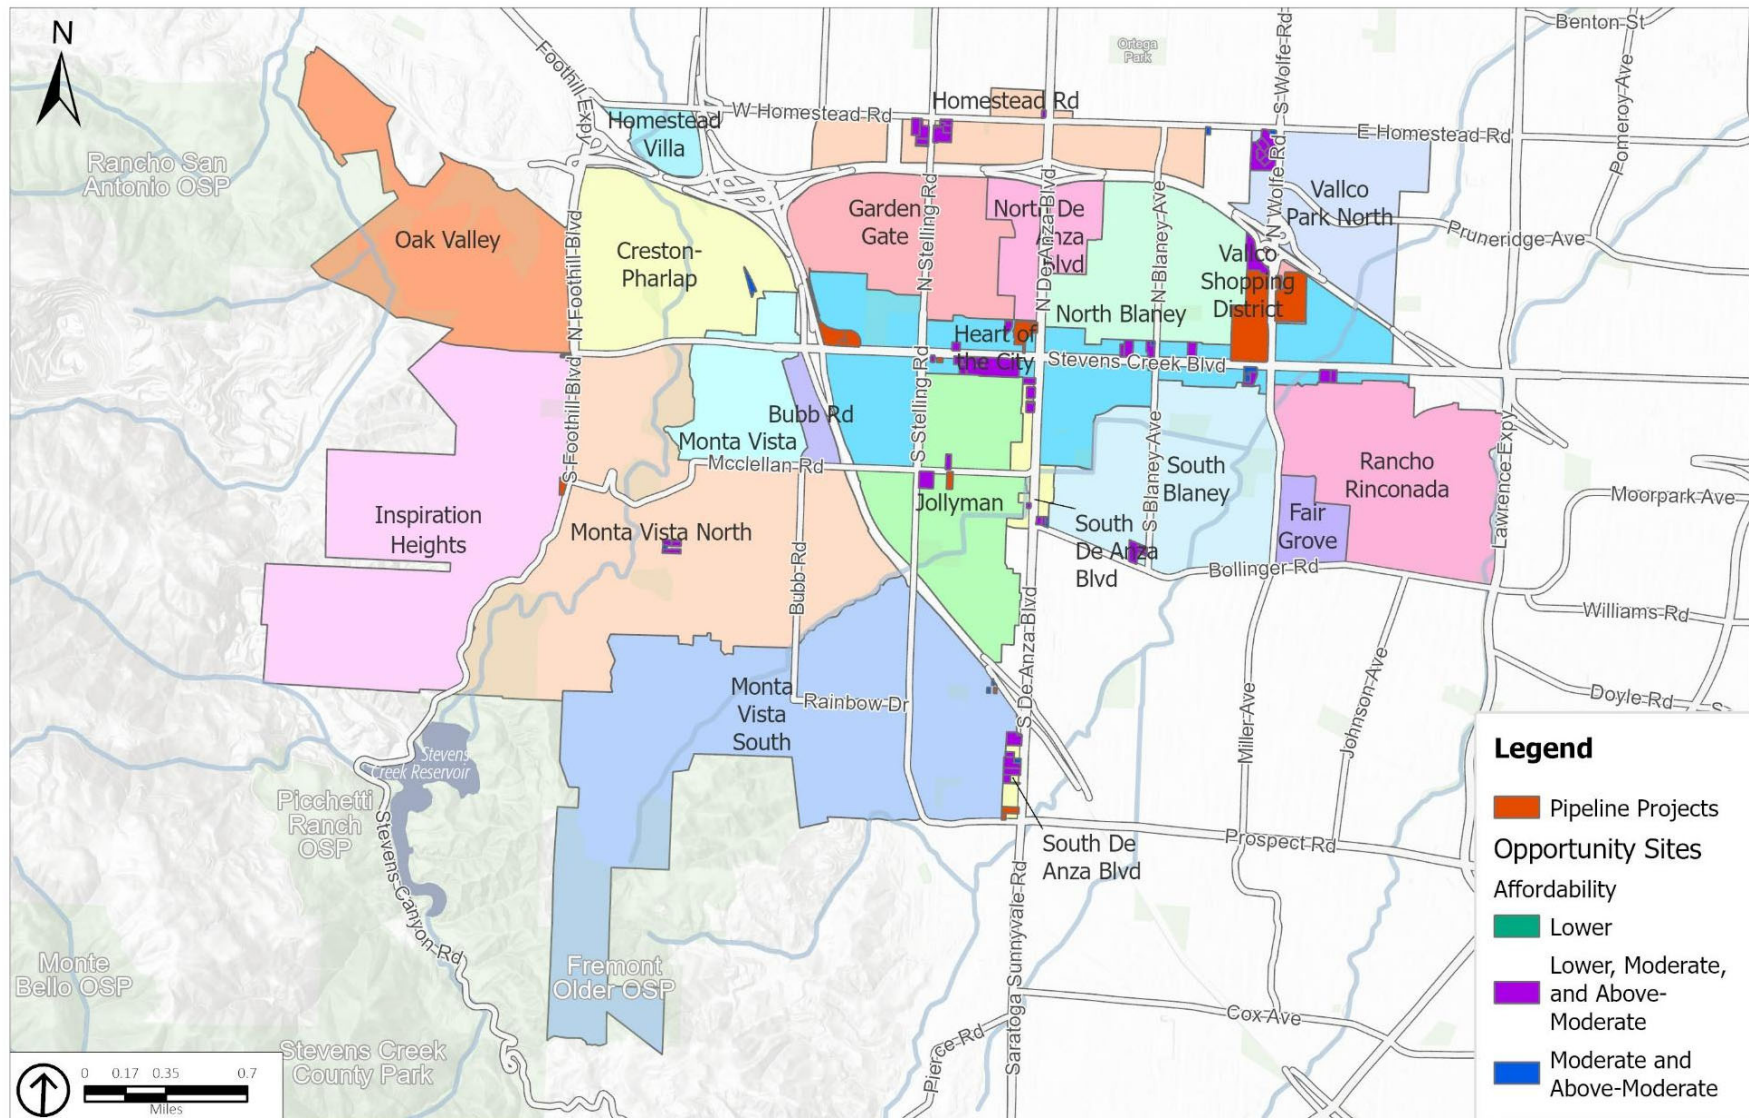 N
Benton St
Ortega
Park
S Wolfe Rd
Pomeroy Ave
Foothill Expy
W Homestead Rd
Homestead Rd
E Homestead Rd
Homestead
Villa
Rancho San
Antonio OSP
Oak Valley
N Foothill Blvd
Creston-
Pharlap
Garden
Gate
N Stelling Rd
North De
Anza
Blvd
N De Anza Blvd
N Blaney Ave
North Blaney
N Wolfe Rd
Vallco
Park North
Pruneridge Ave
Vallco
Shopping
District
Heart of
the City
Stevens Creek Blvd
S Foothill Blvd
Bubb Rd
Monta Vista
Mcclellan Rd
S Stelling Rd
Jollyman
S Blaney Ave
South
Blaney
Rancho
Rinconada
Lawrence Expy
Moorpark Ave
Fair
Grove
Inspiration
Heights
Monta Vista North
Bubb Rd
South
De Anza
Blvd
Bollinger Rd
Williams Rd
Monta
Vista
South
Rainbow Dr
S De Anza Blvd
Miller Ave
Johnson Ave
Doyle Rd
S
Stevens
Creek Reservoir
Picchetti
Ranch
OSP
Stevens Canyon Rd
South De
Anza Blvd
Prospect Rd
Saratoga Sunnyvale Rd
Monte
Bello OSP
Fremont
Older OSP
Cox Ave
Pierce Rd
Stevens Creek
County Park
0 0.17 0.35 0.7
Miles
Legend
Pipeline Projects
Opportunity Sites
Affordability
Lower
Lower, Moderate,
and Above-
Moderate
Moderate and
Above-Moderate